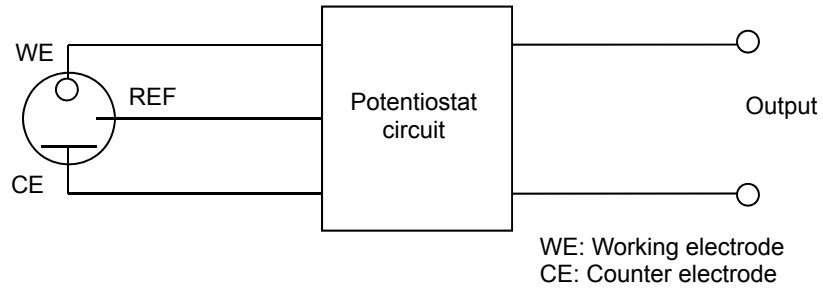 WE
REF
CE
Potentiostat
circuit
Output
WE: Working electrode
CE: Counter electrode